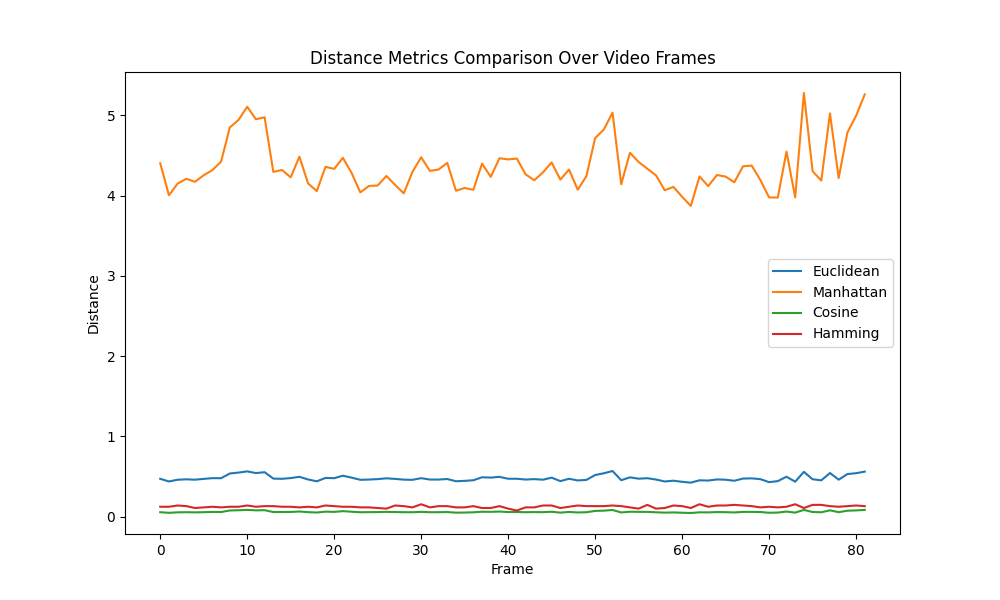 Distance Metrics Comparison Over Video Frames
5
4
3
2
1
0
Distance
Euclidean
Manhattan
Cosine
Hamming
0 10 20 30 40 50 60 70 80
Frame